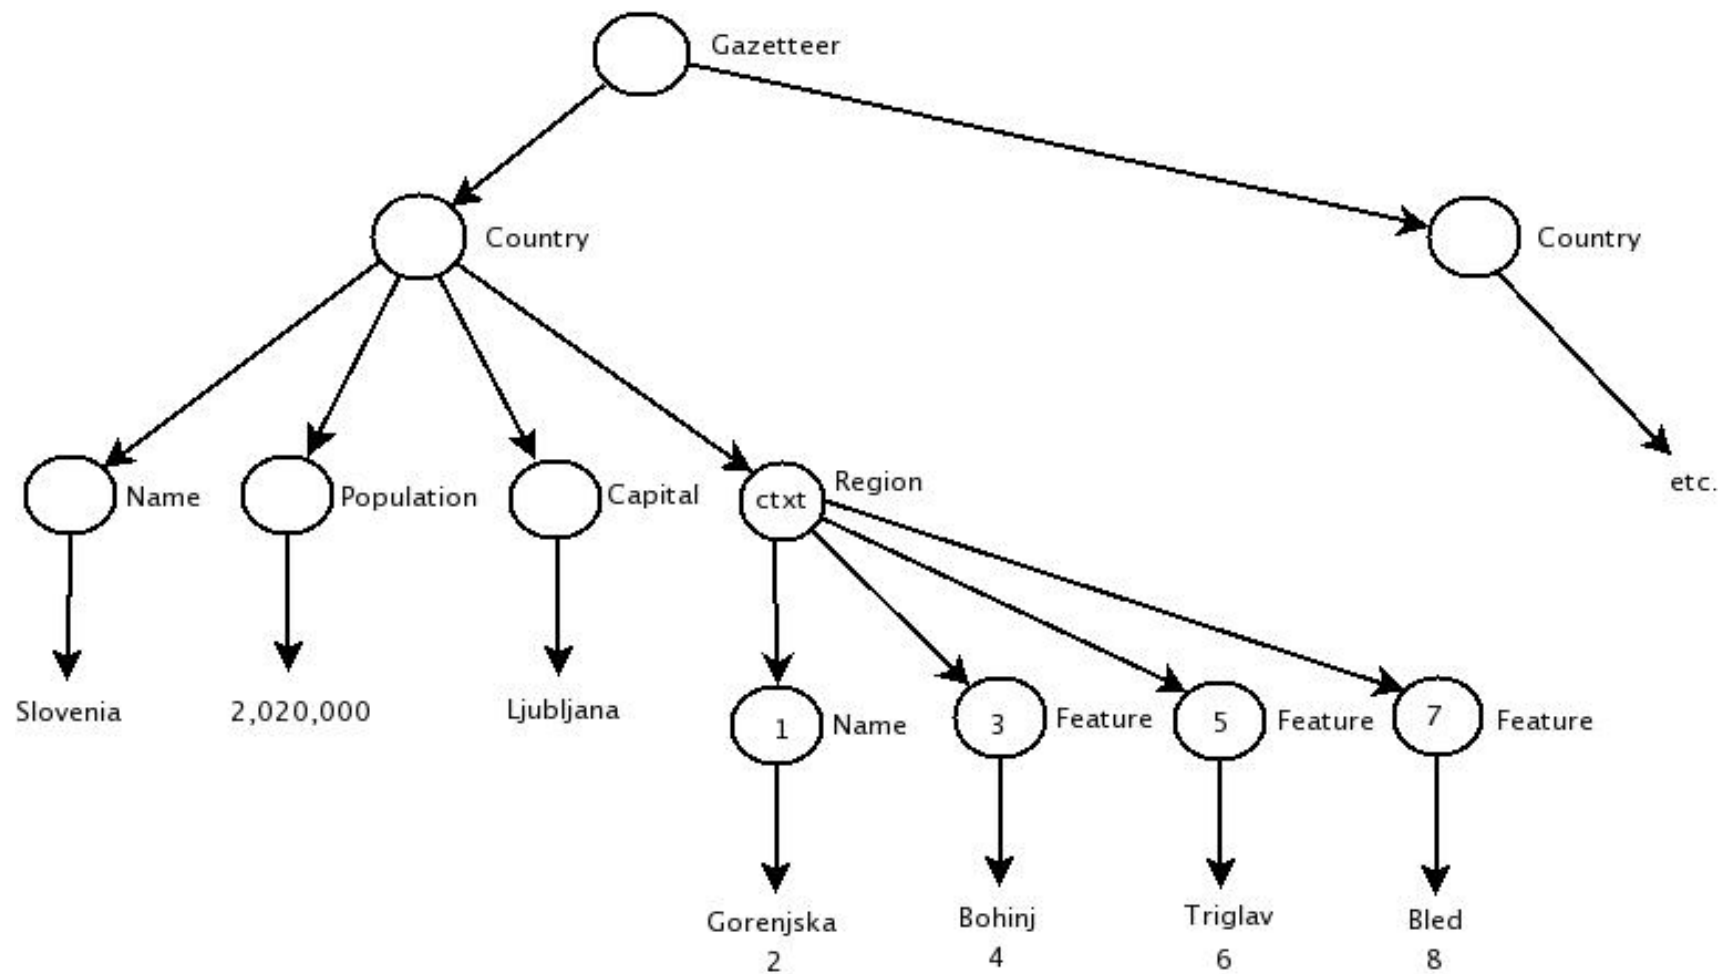 Gazetteer
Country
Country
Name
Population
Capital
ctxt
Region
etc.
Slovenia
2,020,000
Ljubljana
1
Name
3
Feature
5
Feature
7
Feature
Gorenjska
2
Bohinj
4
Triglav
6
Bled
8